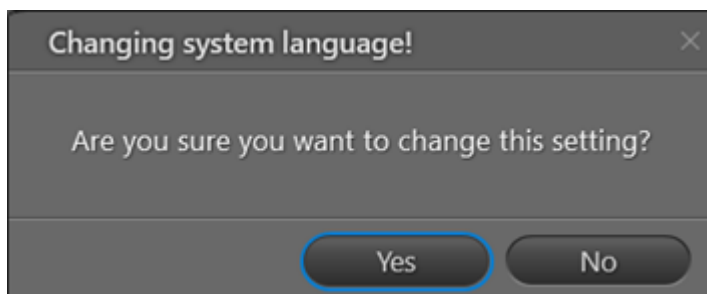 Changing system language!
Are you sure you want to change this setting?
Yes No